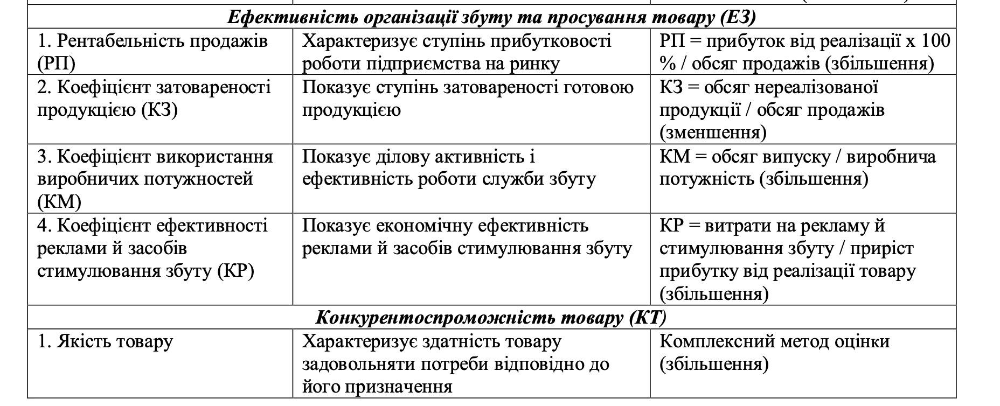 Ефективність організації збуту та просування товару (ЕЗ)
1. Рентабельність продажів
(РП)
Характеризує ступінь прибутковості
роботи підприємства на ринку
РП = прибуток від реалізації х 100
% / обсяг продажів (збільшення)
2. Коефіцієнт затовареності
продукцією (КЗ)
Показує ступінь затовареності готовою
продукцією
КЗ = обсяг нереалізованої
продукції / обсяг продажів
(зменшення)
3. Коефіцієнт використання
виробничих потужностей
(КМ)
Показує ділову активність і
ефективність роботи служби збуту
КМ = обсяг випуску / виробнича
потужність (збільшення)
4. Коефіцієнт ефективності
реклами й засобів
стимулювання збуту (КР)
Показує економічну ефективність
реклами й засобів стимулювання збуту
КР = витрати на рекламу й
стимулювання збуту / приріст
прибутку від реалізації товару
(збільшення)
Конкурентоспроможність товару (КТ)
1. Якість товару
Характеризує здатність товару
задовольняти потреби відповідно до
його призначення
Комплексний метод оцінки
(збільшення)